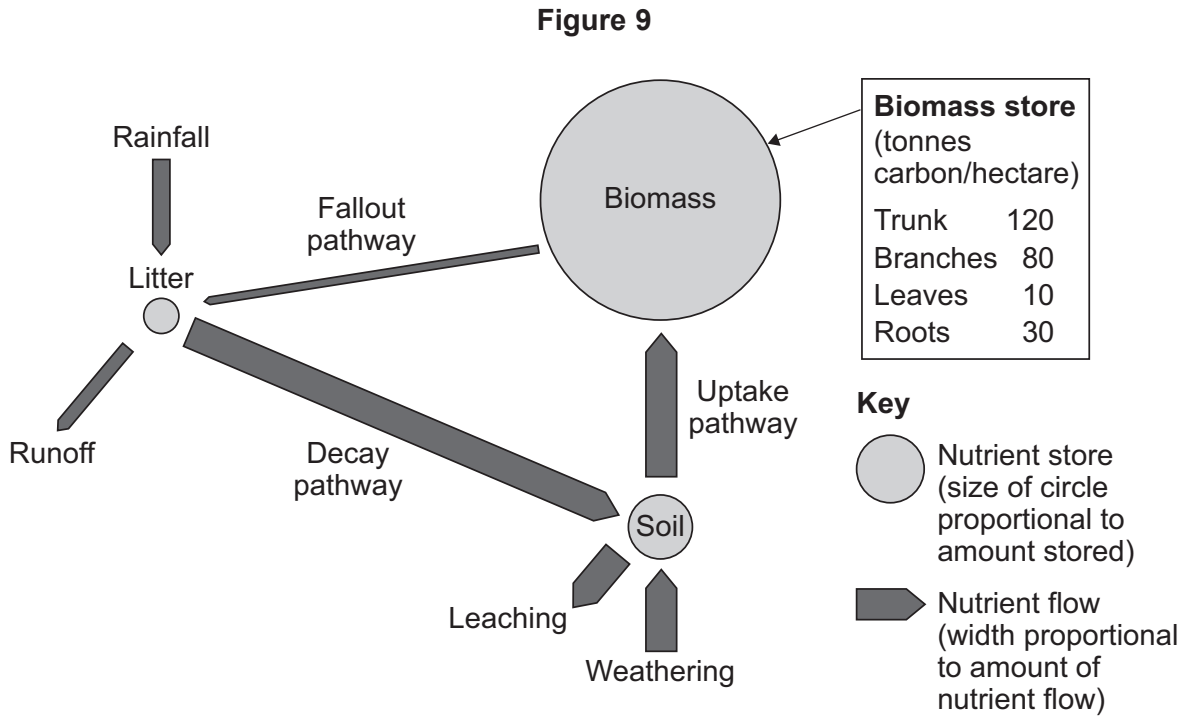 Figure 9
Rainfall
Litter
Runoff
Fallout
pathway
Decay
pathway
Biomass
Uptake
pathway
Soil
Leaching
Weathering
Biomass store
(tonnes
carbon/hectare)
Trunk 120
Branches 80
Leaves 10
Roots 30
Key
Nutrient store
(size of circle
proportional to
amount stored)
Nutrient flow
(width proportional
to amount of
nutrient flow)